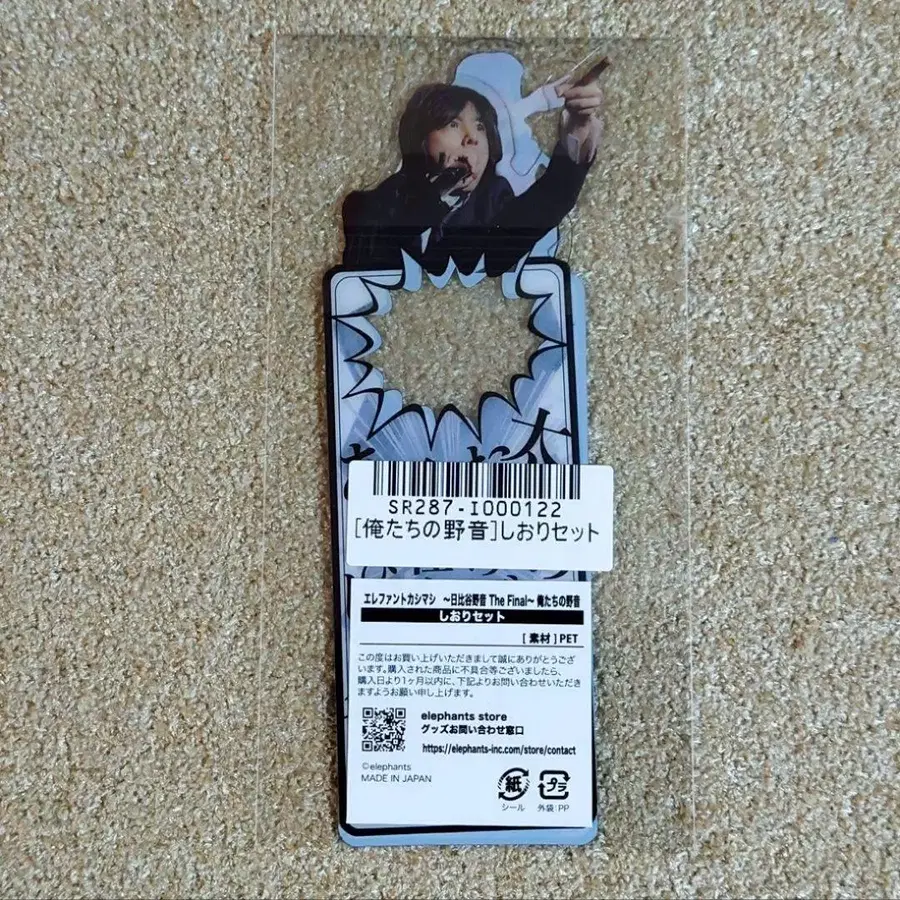 SR287-I000122
[俺たちの野音]しおりセット
エレファントカシマシ ～日比谷野音 The Final～ 俺たちの野音
しおりセット
[ 素材 ] PET
この度はお買い上げいただきまして誠にありがとうござ
います。購入された商品に不具合等ございましたら、
購入日より1ヶ月以内に、下記よりお問い合わせいただき
ますようお願い申し上げます。
elephants store
グッズお問い合わせ窓口
https://elephants-inc.com/store/contact
©elephants
MADE IN JAPAN
紙
シール
プラ
外袋:PP